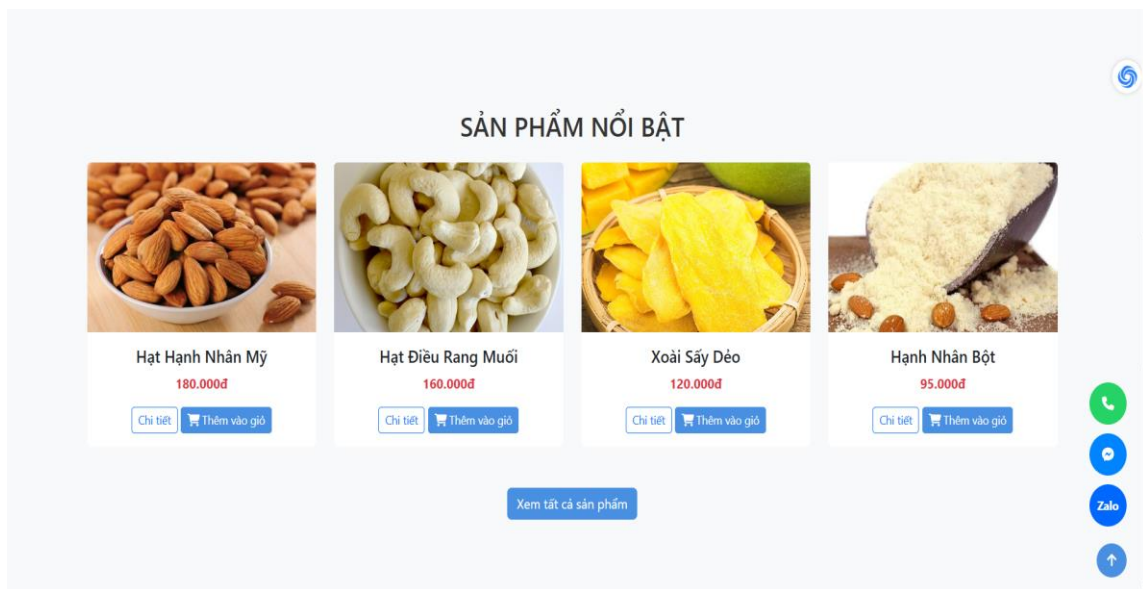 SẢN PHẨM NỔI BẬT
Hạt Hạnh Nhân Mỹ
180.000đ
Chi tiết Thêm vào giỏ
Hạt Điều Rang Muối
160.000đ
Chi tiết Thêm vào giỏ
Xoài Sấy Dẻo
120.000đ
Chi tiết Thêm vào giỏ
Hạnh Nhân Bột
95.000đ
Chi tiết Thêm vào giỏ
Xem tất cả sản phẩm
Zalo